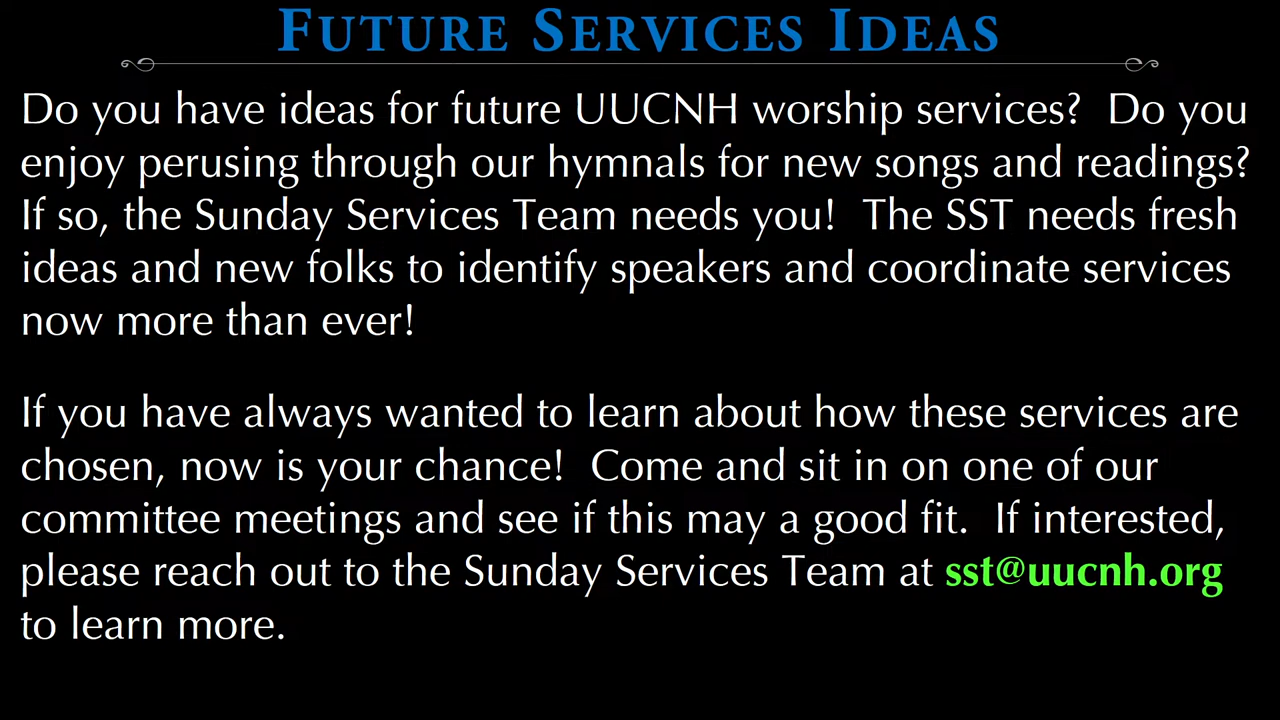 FUTURE SERVICES IDEAS
Do you have ideas for future UUCNH worship services?  Do you
enjoy perusing through our hymnals for new songs and readings?
If so, the Sunday Services Team needs you!  The SST needs fresh
ideas and new folks to identify speakers and coordinate services
now more than ever!
If you have always wanted to learn about how these services are
chosen, now is your chance!  Come and sit in on one of our
committee meetings and see if this may a good fit.  If interested,
please reach out to the Sunday Services Team at sst@uucnh.org
to learn more.